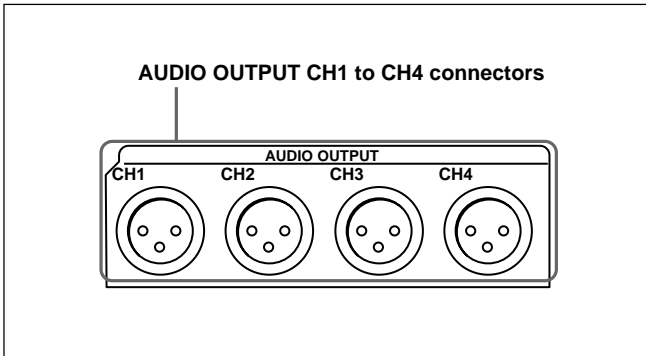 AUDIO OUTPUT CH1 to CH4 connectors
AUDIO OUTPUT
CH1 CH2 CH3 CH4